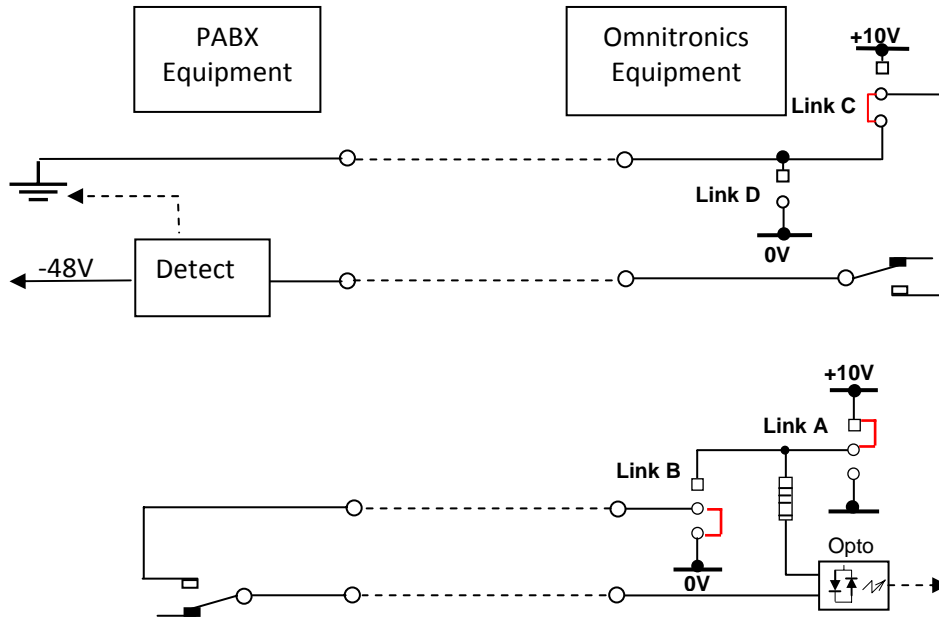 PABX
Equipment
Omnitronics
Equipment
+10V
Link C
Link D
0V
-48V
Detect
+10V
Link A
Link B
Opto
0V